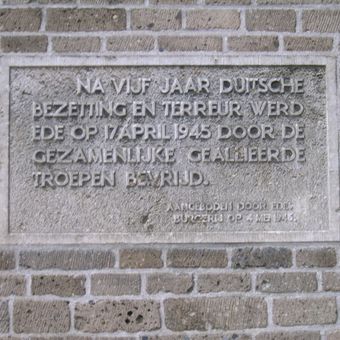 NA VIJF JAAR DUITSCHE
BEZETTING EN TERREUR WERD
EDE OP 17 APRIL 1945 DOOR DE
GEZAMENLIJKE GEALLIEERDE
TROEPEN BEVRIJD.
AANGEBODEN DOOR EDE'S
BURGERIJ OP 4 MEI 1946.